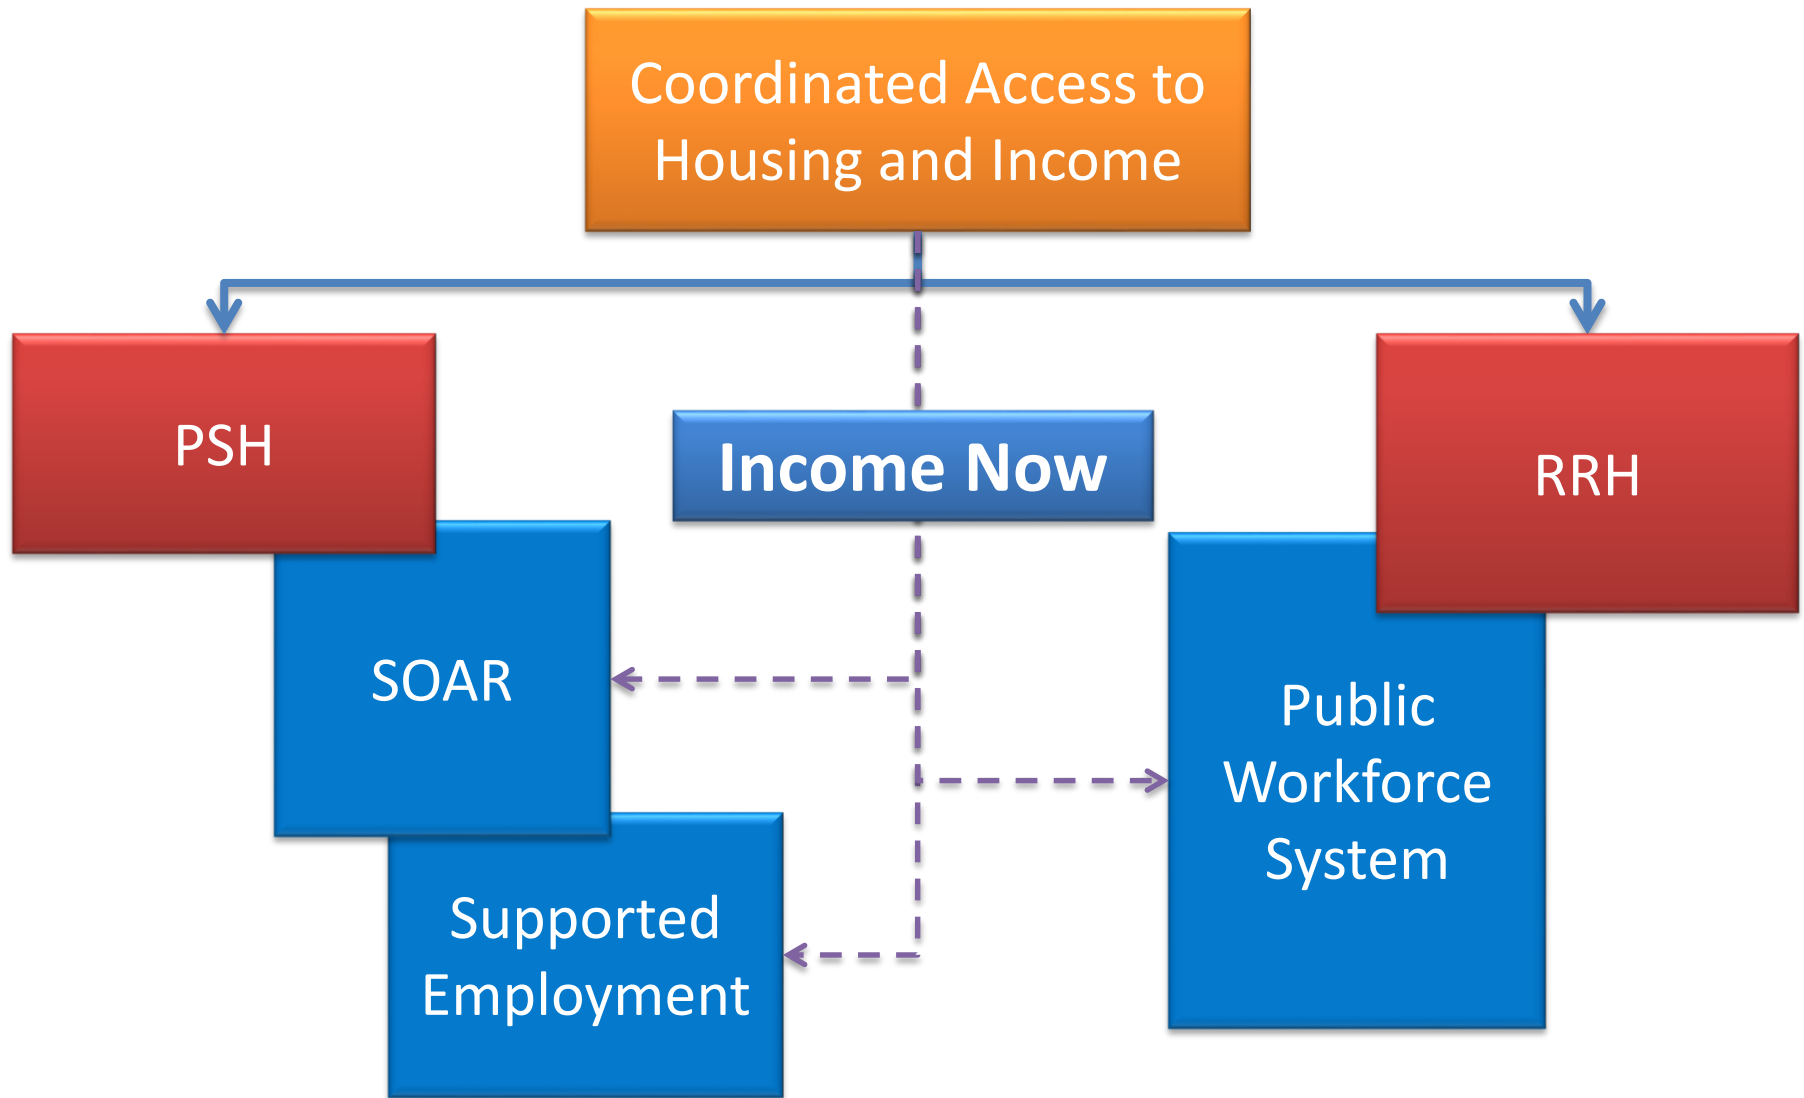 Coordinated Access to
Housing and Income
PSH
Income Now
RRH
SOAR
Public
Workforce
System
Supported
Employment